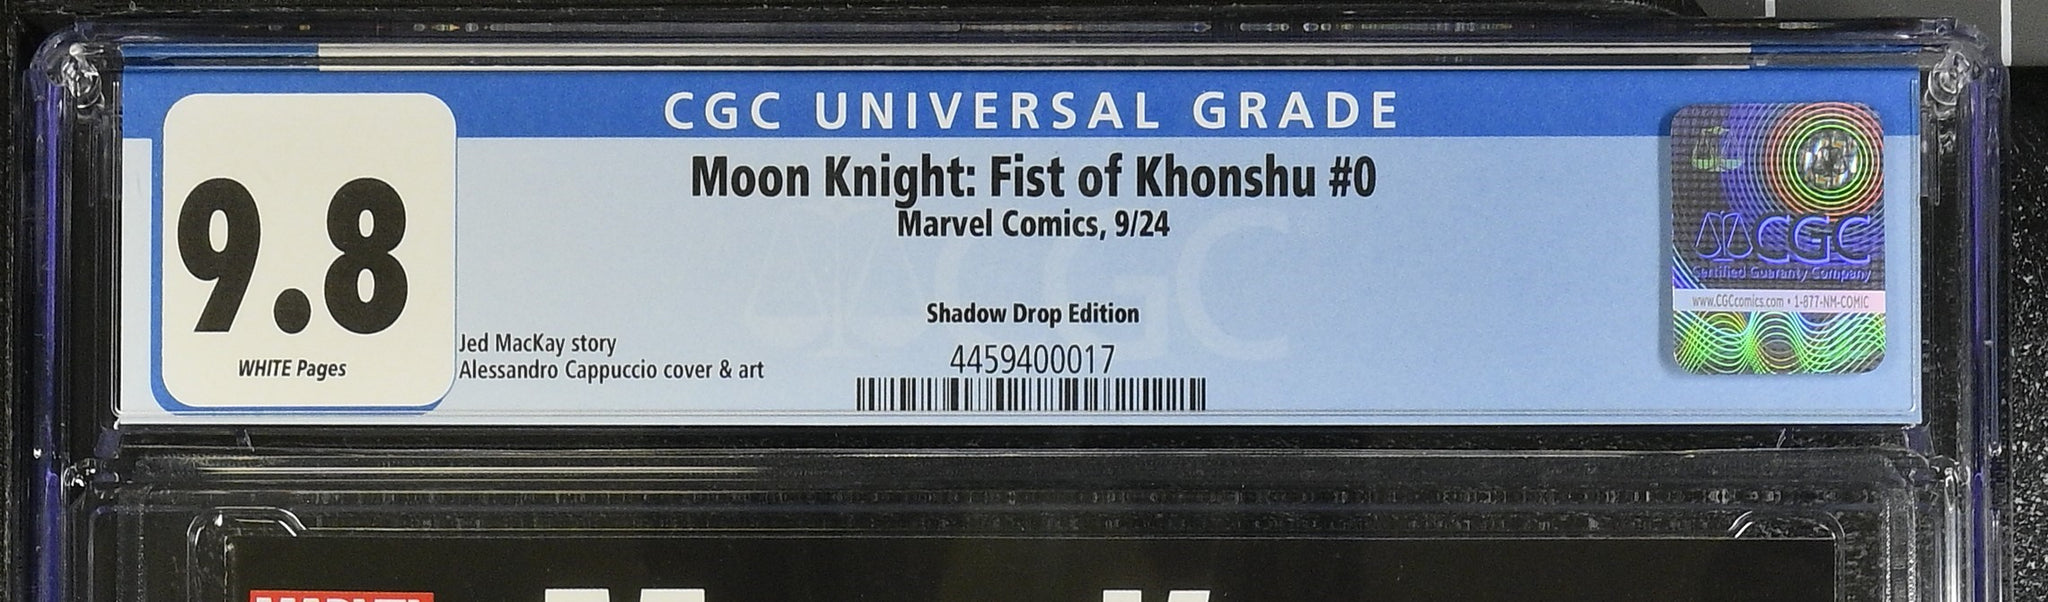 CGC UNIVERSAL GRADE
9.8
WHITE Pages
Moon Knight: Fist of Khonshu #0
Marvel Comics, 9/24
Shadow Drop Edition
Jed MacKay story
Alessandro Cappuccio cover & art
4459400017
CGC
CGC
Certified Guaranty Company
www.CGCcomics.com • 1-877-NM-COMIC
MARVEL